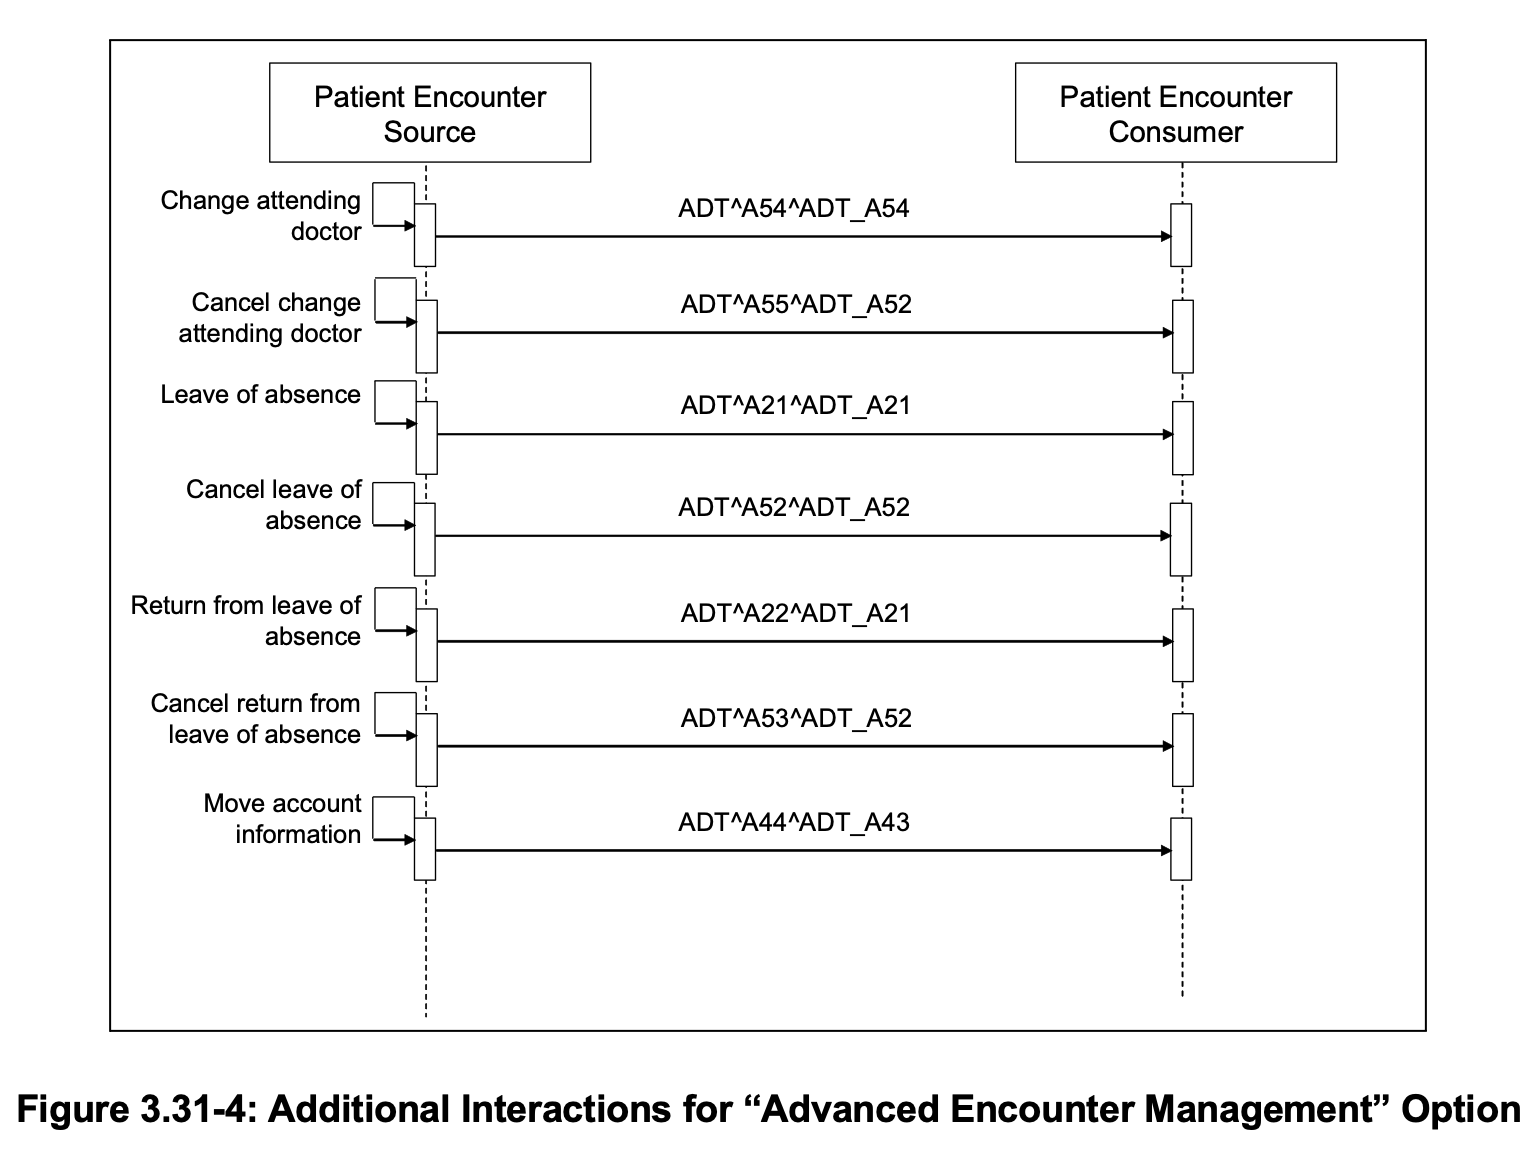 Patient Encounter
Source
Patient Encounter
Consumer
Change attending
doctor
ADT^A54^ADT_A54
Cancel change
attending doctor
ADT^A55^ADT_A52
Leave of absence
ADT^A21^ADT_A21
Cancel leave of
absence
ADT^A52^ADT_A52
Return from leave of
absence
ADT^A22^ADT_A21
Cancel return from
leave of absence
ADT^A53^ADT_A52
Move account
information
ADT^A44^ADT_A43
Figure 3.31-4: Additional Interactions for “Advanced Encounter Management” Option